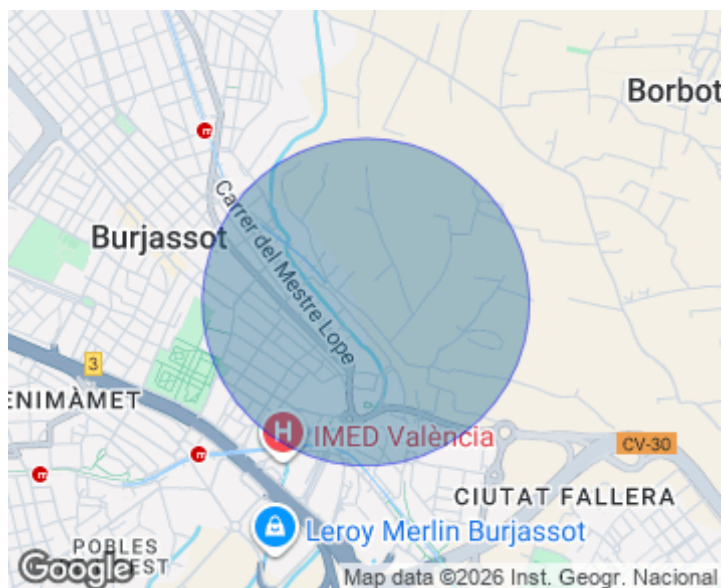 Borbot
Burjassot
Carrer del Mestre Lope
3
ENIMÀMET
H
IMED València
CV-30
CIUTAT FALLERA
Leroy Merlin Burjassot
POBLES
EST
Google
Map data ©2026 Inst. Geogr. Nacional